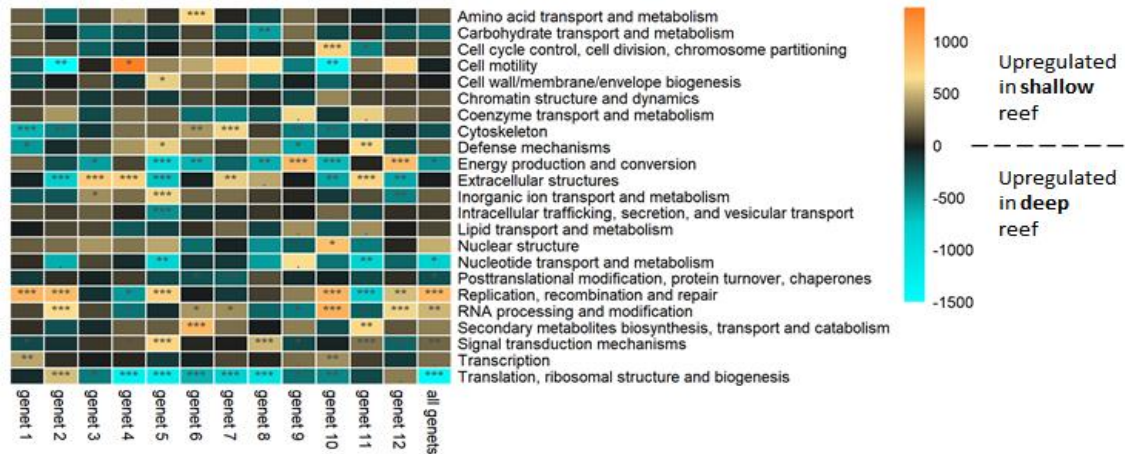 Amino acid transport and metabolism
Carbohydrate transport and metabolism
Cell cycle control, cell division, chromosome partitioning
Cell motility
Cell wall/membrane/envelope biogenesis
Chromatin structure and dynamics
Coenzyme transport and metabolism
Cytoskeleton
Defense mechanisms
Energy production and conversion
Extracellular structures
Inorganic ion transport and metabolism
Intracellular trafficking, secretion, and vesicular transport
Lipid transport and metabolism
Nuclear structure
Nucleotide transport and metabolism
Posttranslational modification, protein turnover, chaperones
Replication, recombination and repair
RNA processing and modification
Secondary metabolites biosynthesis, transport and catabolism
Signal transduction mechanisms
Transcription
Translation, ribosomal structure and biogenesis
genet 1
genet 2
genet 3
genet 4
genet 5
genet 6
genet 7
genet 8
genet 9
genet 10
genet 11
genet 12
all genets
1000
500
0
-500
-1000
-1500
Upregulated
in shallow
reef
Upregulated
in deep
reef